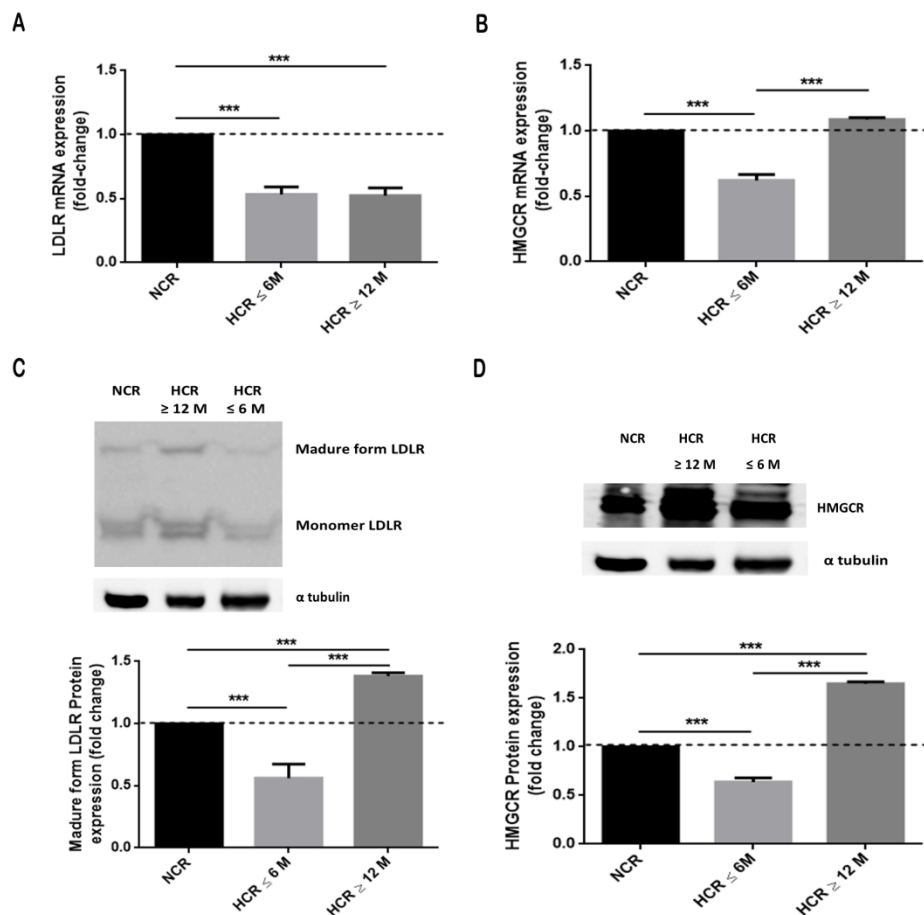 A
LDLR mRNA expression
(fold-change)
1.5
1.0
0.5
0.0
***
***
NCR
HCR ≤ 6M
HCR ≥ 12 M
B
HMGCR mRNA expression
(fold-change)
1.5
1.0
0.5
0.0
***
***
NCR
HCR ≤ 6M
HCR ≥ 12 M
C
NCR HCR HCR
≥ 12 M ≤ 6 M
Madure form LDLR
Monomer LDLR
α tubulin
Madure form LDLR Protein
expression (fold change)
1.5
1.0
0.5
0.0
***
***
***
NCR
HCR ≤ 6 M
HCR ≥ 12 M
D
NCR HCR HCR
≥ 12 M ≤ 6 M
HMGCR
α tubulin
HMGCR Protein expression
(fold change)
2.0
1.5
1.0
0.5
0.0
***
***
***
NCR
HCR ≤ 6 M
HCR ≥ 12 M